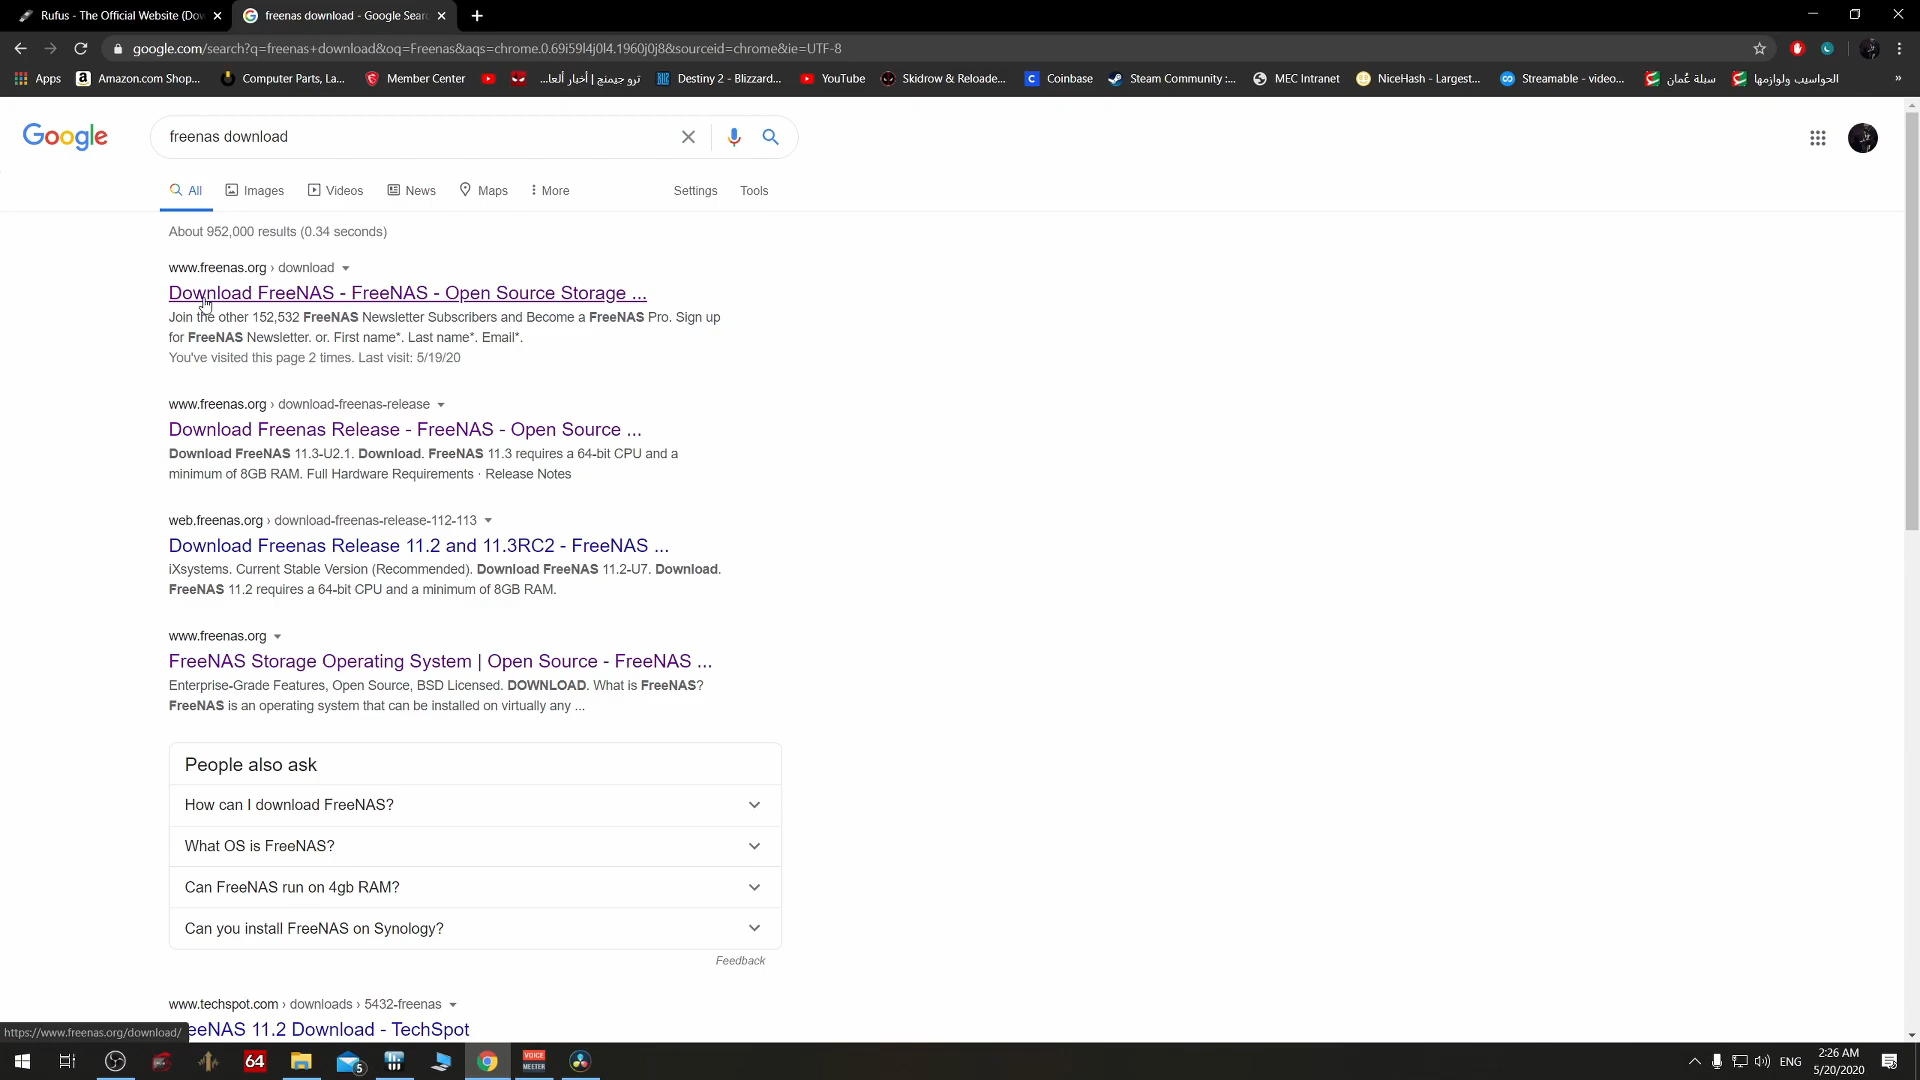 Rufus - The Official Website (Dow
freenas download - Google Sear
google.com/search?q=freenas+download&oq=Freenas&aqs=chrome.0.69i59l4j0l4.1960j0j8&sourceid=chrome&ie=UTF-8
Apps
Amazon.com Shop...
Computer Parts, La...
Member Center
ترو جيمنج | أخبار ألعا...
Destiny 2 - Blizzard...
YouTube
Skidrow & Reloade...
Coinbase
Steam Community :...
MEC Intranet
NiceHash - Largest...
Streamable - video...
سبلة عُمان
الحواسيب ولوازمها
»
Google
freenas download
All
Images
Videos
News
Maps
More
Settings
Tools
About 952,000 results (0.34 seconds)
www.freenas.org › download
Download FreeNAS - FreeNAS - Open Source Storage ...
Join the other 152,532 FreeNAS Newsletter Subscribers and Become a FreeNAS Pro. Sign up
for FreeNAS Newsletter. or. First name*. Last name*. Email*.
You've visited this page 2 times. Last visit: 5/19/20
www.freenas.org › download-freenas-release
Download Freenas Release - FreeNAS - Open Source ...
Download FreeNAS 11.3-U2.1. Download. FreeNAS 11.3 requires a 64-bit CPU and a
minimum of 8GB RAM. Full Hardware Requirements · Release Notes
web.freenas.org › download-freenas-release-112-113
Download Freenas Release 11.2 and 11.3RC2 - FreeNAS ...
iXsystems. Current Stable Version (Recommended). Download FreeNAS 11.2-U7. Download.
FreeNAS 11.2 requires a 64-bit CPU and a minimum of 8GB RAM.
www.freenas.org
FreeNAS Storage Operating System | Open Source - FreeNAS ...
Enterprise-Grade Features, Open Source, BSD Licensed. DOWNLOAD. What is FreeNAS?
FreeNAS is an operating system that can be installed on virtually any ...
People also ask
How can I download FreeNAS?
What OS is FreeNAS?
Can FreeNAS run on 4gb RAM?
Can you install FreeNAS on Synology?
Feedback
www.techspot.com › downloads › 5432-freenas
eeNAS 11.2 Download - TechSpot
https://www.freenas.org/download/
64
5
VOICE
MEETER
ENG
2:26 AM
5/20/2020